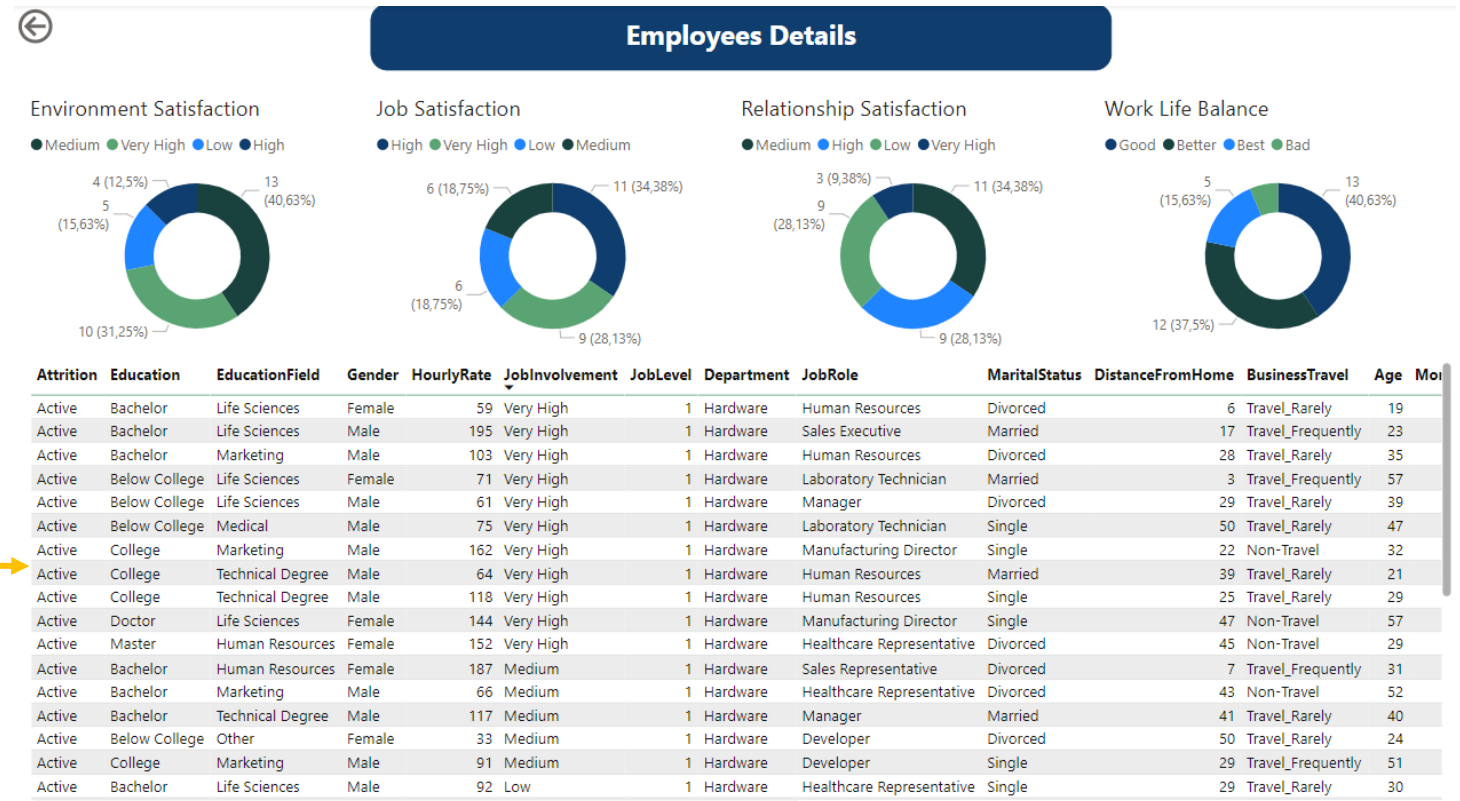 Employees Details
Environment Satisfaction
Medium Very High Low High
4 (12,5%)
13
(40,63%)
5
(15,63%)
10 (31,25%)
Job Satisfaction
High Very High Low Medium
6 (18,75%)
11 (34,38%)
6
(18,75%)
9 (28,13%)
Relationship Satisfaction
Medium High Low Very High
3 (9,38%)
11 (34,38%)
9
(28,13%)
9 (28,13%)
Work Life Balance
Good Better Best Bad
5
(15,63%)
13
(40,63%)
12 (37,5%)
Attrition Education EducationField Gender HourlyRate JobInvolvement JobLevel Department JobRole MaritalStatus DistanceFromHome BusinessTravel Age Mon
Active Bachelor Life Sciences Female 59 Very High 1 Hardware Human Resources Divorced 6 Travel_Rarely 19
Active Bachelor Life Sciences Male 195 Very High 1 Hardware Sales Executive Married 17 Travel_Frequently 23
Active Bachelor Marketing Male 103 Very High 1 Hardware Human Resources Divorced 28 Travel_Rarely 35
Active Below College Life Sciences Female 71 Very High 1 Hardware Laboratory Technician Married 3 Travel_Frequently 57
Active Below College Life Sciences Male 61 Very High 1 Hardware Manager Divorced 29 Travel_Rarely 39
Active Below College Medical Male 75 Very High 1 Hardware Laboratory Technician Single 50 Travel_Rarely 47
Active College Marketing Male 162 Very High 1 Hardware Manufacturing Director Single 22 Non-Travel 32
Active College Technical Degree Male 64 Very High 1 Hardware Human Resources Married 39 Travel_Rarely 21
Active College Technical Degree Male 118 Very High 1 Hardware Human Resources Single 25 Travel_Rarely 29
Active Doctor Life Sciences Female 144 Very High 1 Hardware Manufacturing Director Single 47 Non-Travel 57
Active Master Human Resources Female 152 Very High 1 Hardware Healthcare Representative Divorced 45 Non-Travel 29
Active Bachelor Human Resources Female 187 Medium 1 Hardware Sales Representative Divorced 7 Travel_Frequently 31
Active Bachelor Marketing Male 66 Medium 1 Hardware Healthcare Representative Divorced 43 Non-Travel 52
Active Bachelor Technical Degree Male 117 Medium 1 Hardware Manager Married 41 Travel_Rarely 40
Active Below College Other Female 33 Medium 1 Hardware Developer Divorced 50 Travel_Rarely 24
Active College Marketing Male 91 Medium 1 Hardware Developer Single 29 Travel_Frequently 51
Active Bachelor Life Sciences Male 92 Low 1 Hardware Healthcare Representative Single 29 Travel_Rarely 30